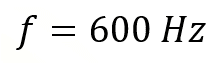 f = 600 Hz